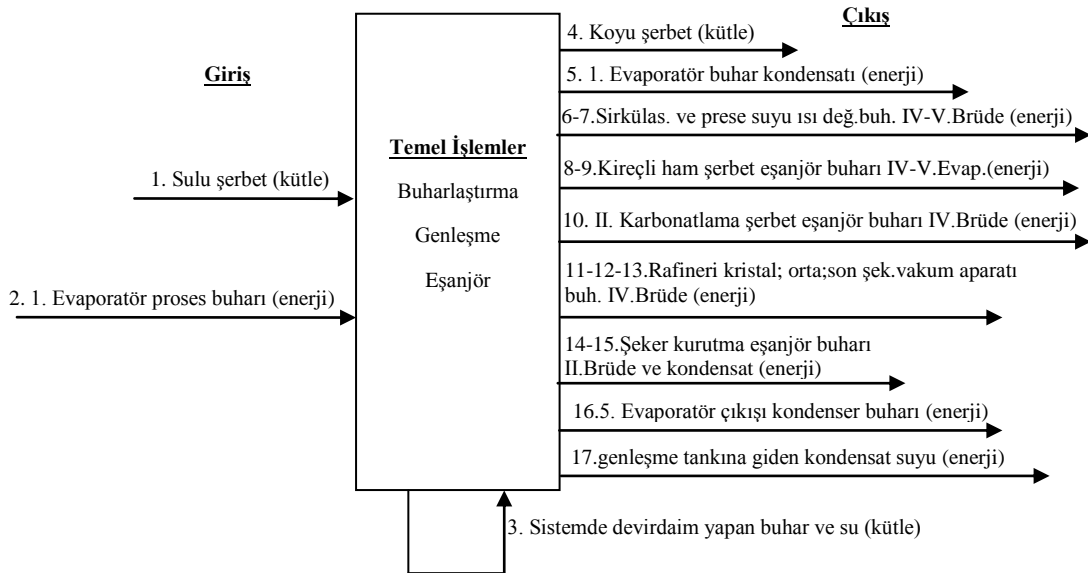 Giriş
1. Sulu şerbet (kütle)
2. 1. Evaporatör proses buharı (enerji)
Temel İşlemler
Buharlaştırma
Genleşme
Eşanjör
Çıkış
4. Koyu şerbet (kütle)
5. 1. Evaporatör buhar kondensatı (enerji)
6-7.Sirkülas. ve prese suyu ısı değ.buh. IV-V.Brüde (enerji)
8-9.Kireçli ham şerbet eşanjör buharı IV-V.Evap.(enerji)
10. II. Karbonatlama şerbet eşanjör buharı IV.Brüde (enerji)
11-12-13.Rafineri kristal; orta;son şek.vakum aparatı
buh. IV.Brüde (enerji)
14-15.Şeker kurutma eşanjör buharı
II.Brüde ve kondensat (enerji)
16.5. Evaporatör çıkışı kondenser buharı (enerji)
17.genleşme tankına giden kondensat suyu (enerji)
3. Sistemde devirdaim yapan buhar ve su (kütle)